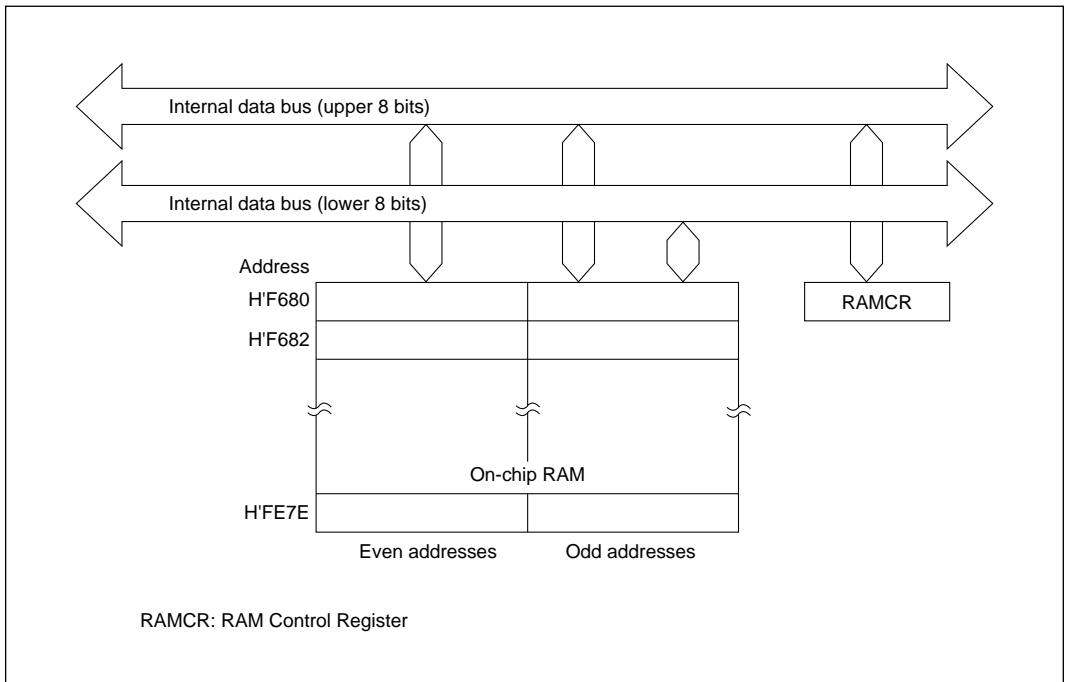 Internal data bus (upper 8 bits)
Internal data bus (lower 8 bits)
Address
H'F680
RAMCR
H'F682
On-chip RAM
H'FE7E
Even addresses
Odd addresses
RAMCR: RAM Control Register